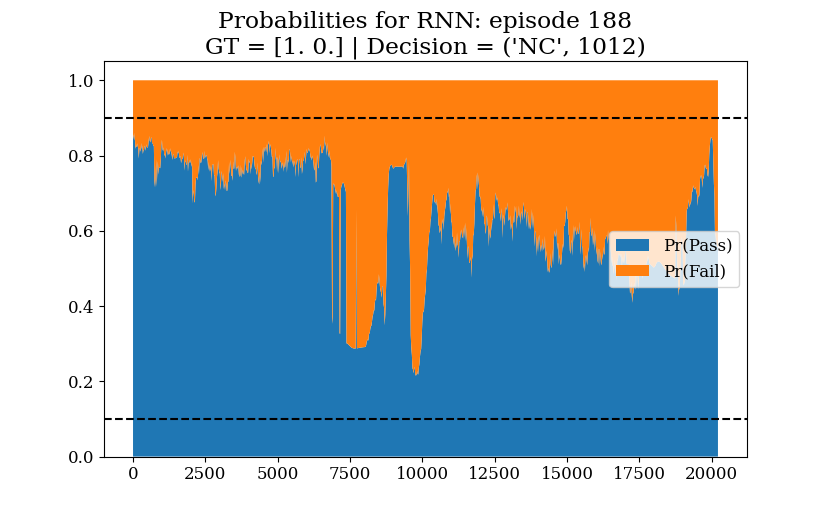 Probabilities for RNN: episode 188
GT = [1. 0.] | Decision = ('NC', 1012)
1.0
0.8
0.6
0.4
0.2
0.0
Pr(Pass)
Pr(Fail)
0 2500 5000 7500 10000 12500 15000 17500 20000